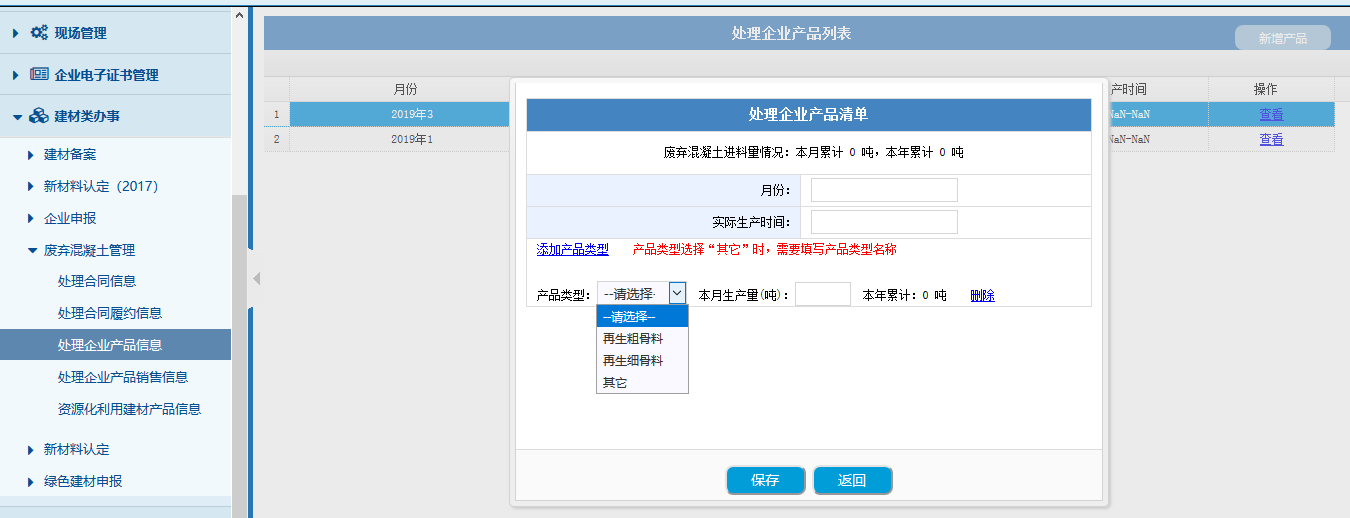 现场管理
企业电子证书管理
建材类办事
建材备案
新材料认定（2017）
企业申报
废弃混凝土管理
处理合同信息
处理合同履约信息
处理企业产品信息
处理企业产品销售信息
资源化利用建材产品信息
新材料认定
绿色建材申报
处理企业产品列表
新增产品
月份 产时间 操作
1 2019年3 NaN-NaN 查看
2 2019年1 NaN-NaN 查看
处理企业产品清单
废弃混凝土进料量情况：本月累计 0 吨，本年累计 0 吨
月份：
实际生产时间：
添加产品类型 产品类型选择“其它”时，需要填写产品类型名称
产品类型： --请选择- 本月生产量(吨)： 本年累计：0 吨 删除
--请选择--
再生粗骨料
再生细骨料
其它
保存 返回